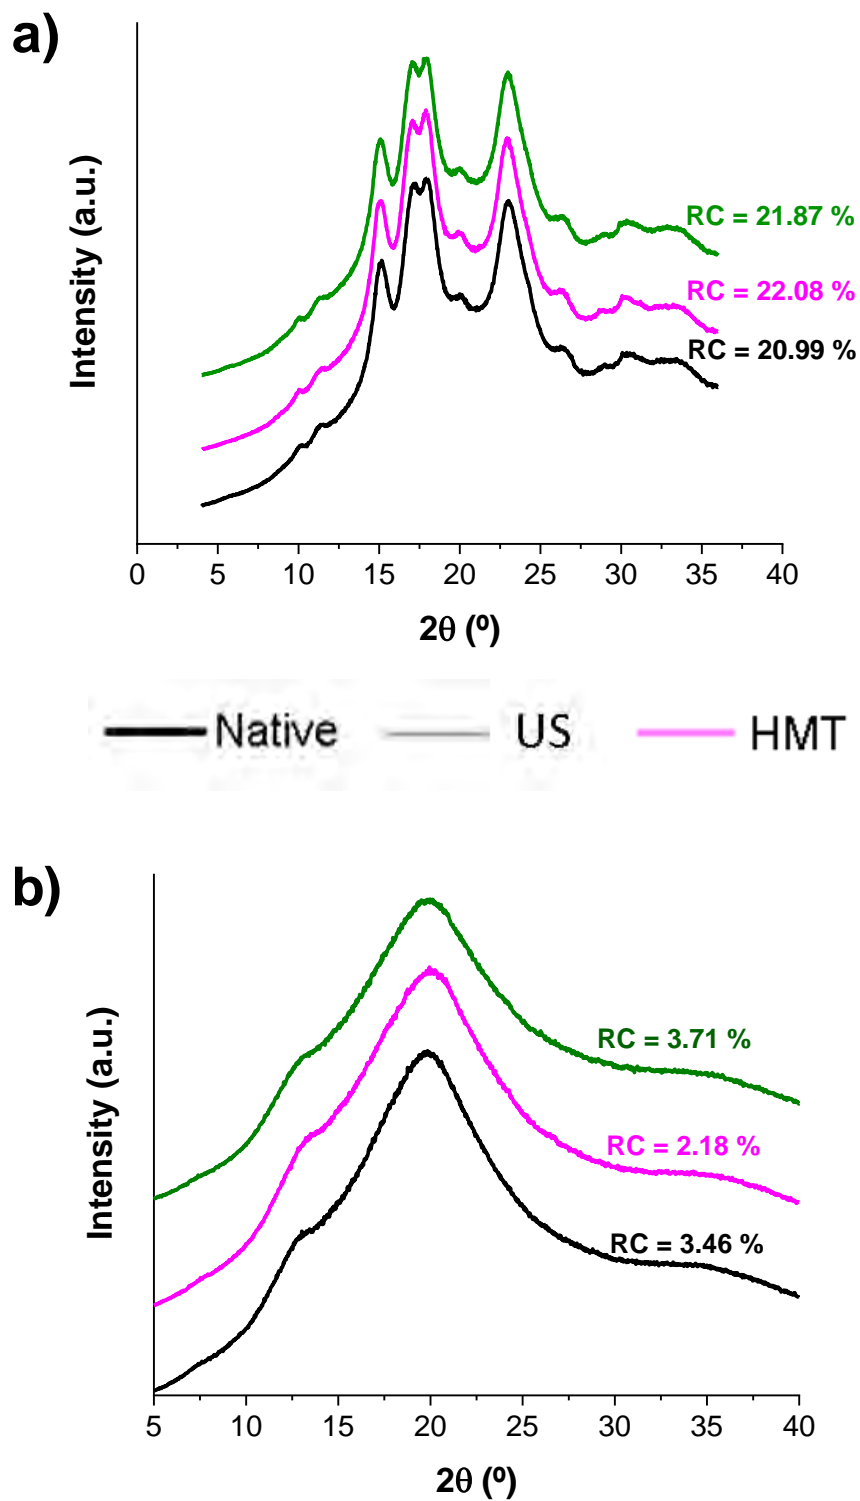 a)
Intensity (a.u.)
RC = 21.87 %
RC = 22.08 %
RC = 20.99 %
0 5 10 15 20 25 30 35 40
2θ (º)
Native US HMT
b)
Intensity (a.u.)
RC = 3.71 %
RC = 2.18 %
RC = 3.46 %
5 10 15 20 25 30 35 40
2θ (º)